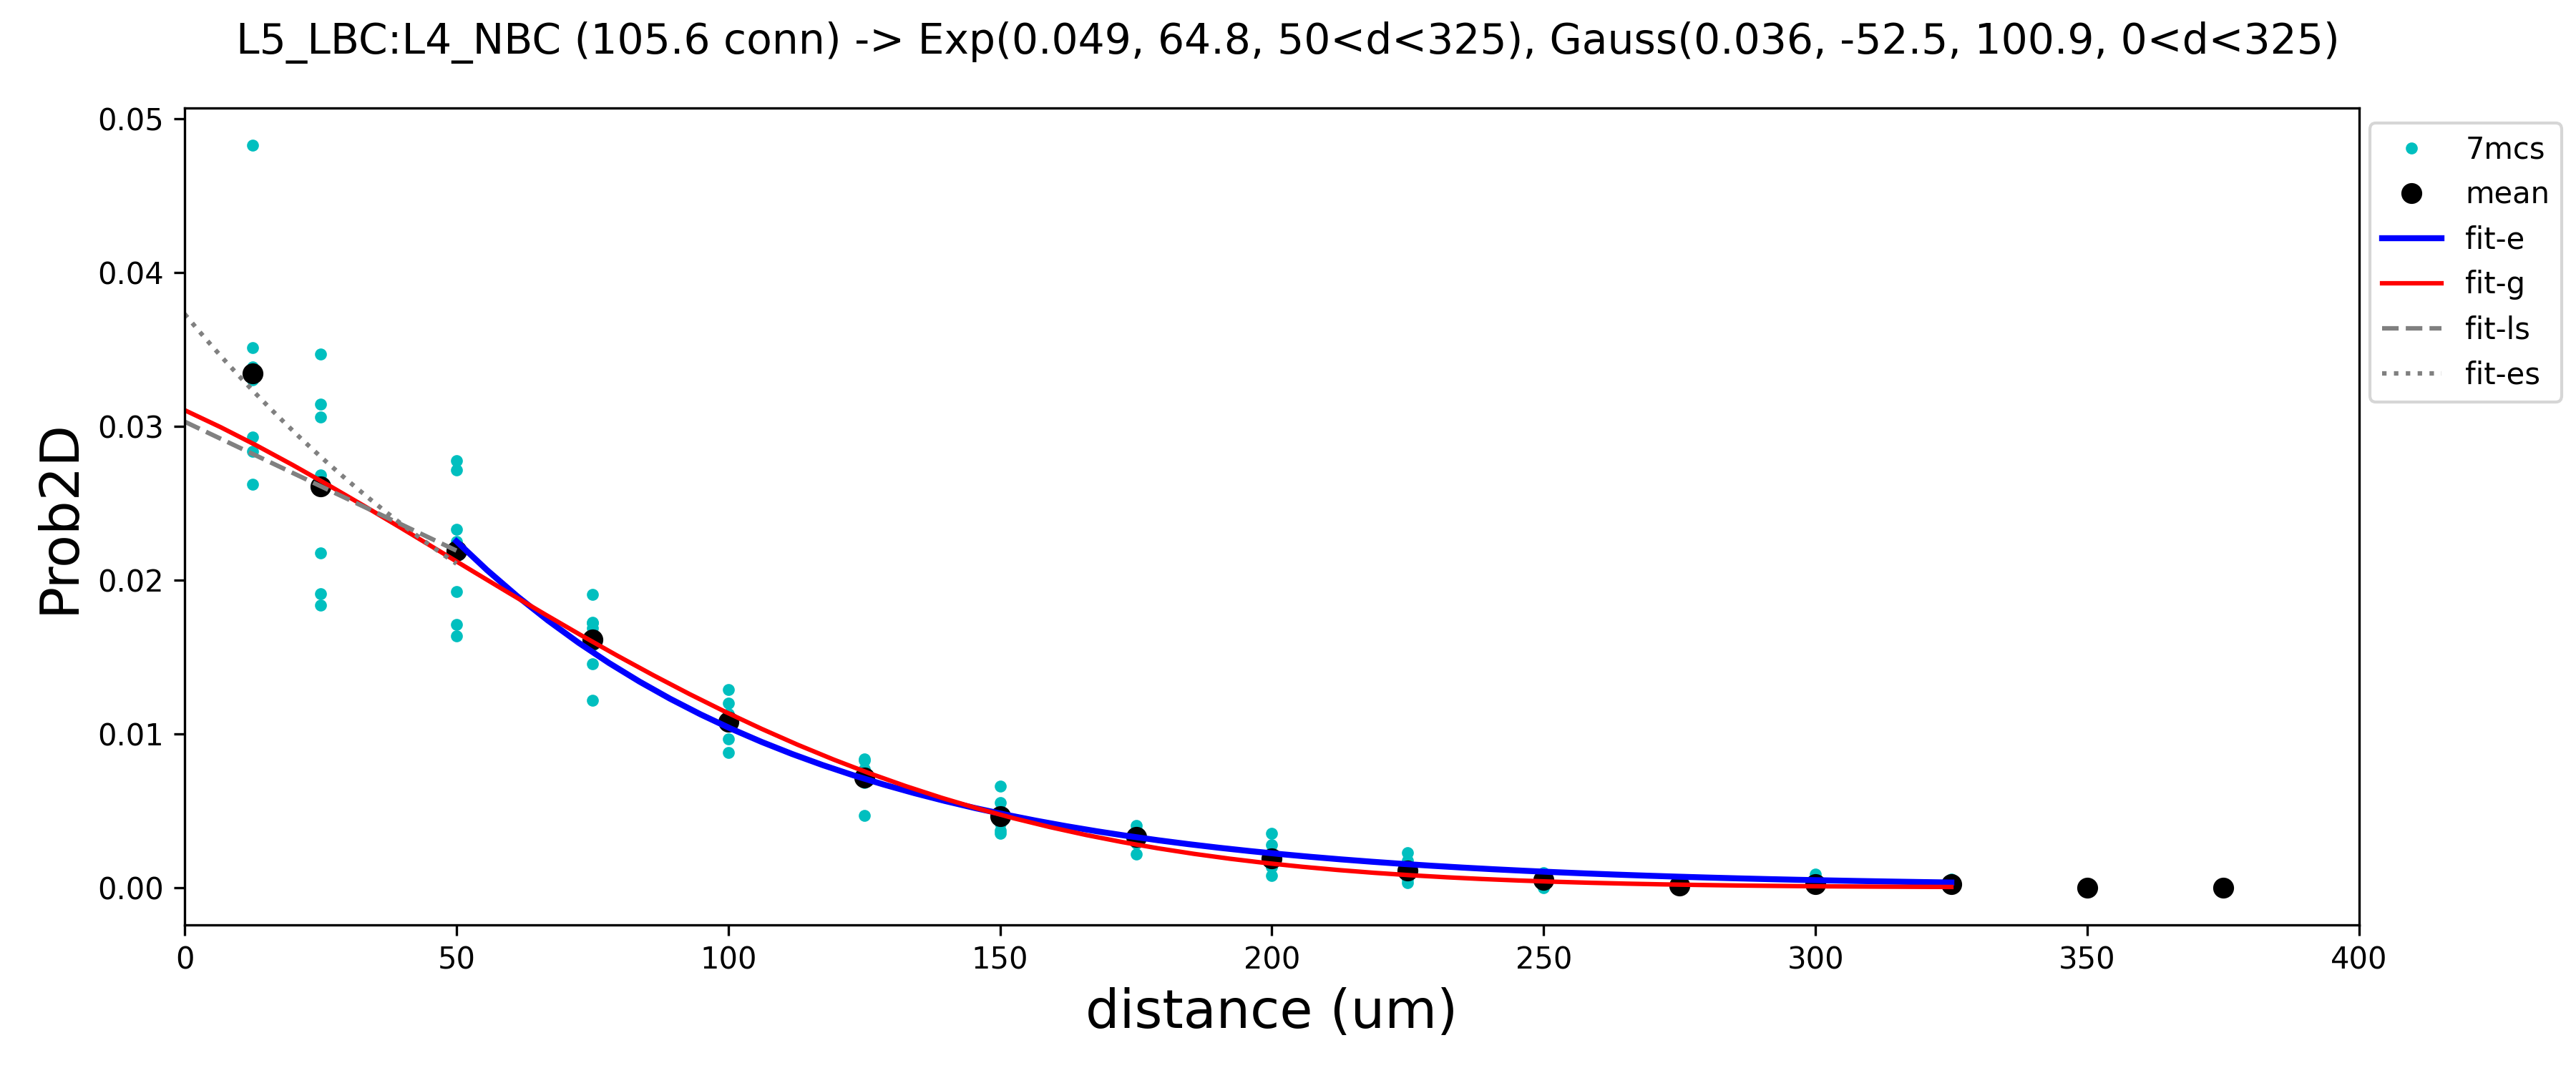 L5_LBC:L4_NBC (105.6 conn) -> Exp(0.049, 64.8, 50<d<325), Gauss(0.036, -52.5, 100.9, 0<d<325)
Prob2D
0.05
0.04
0.03
0.02
0.01
0.00
0 50 100 150 200 250 300 350 400
distance (um)
7mcs
mean
fit-e
fit-g
fit-ls
fit-es